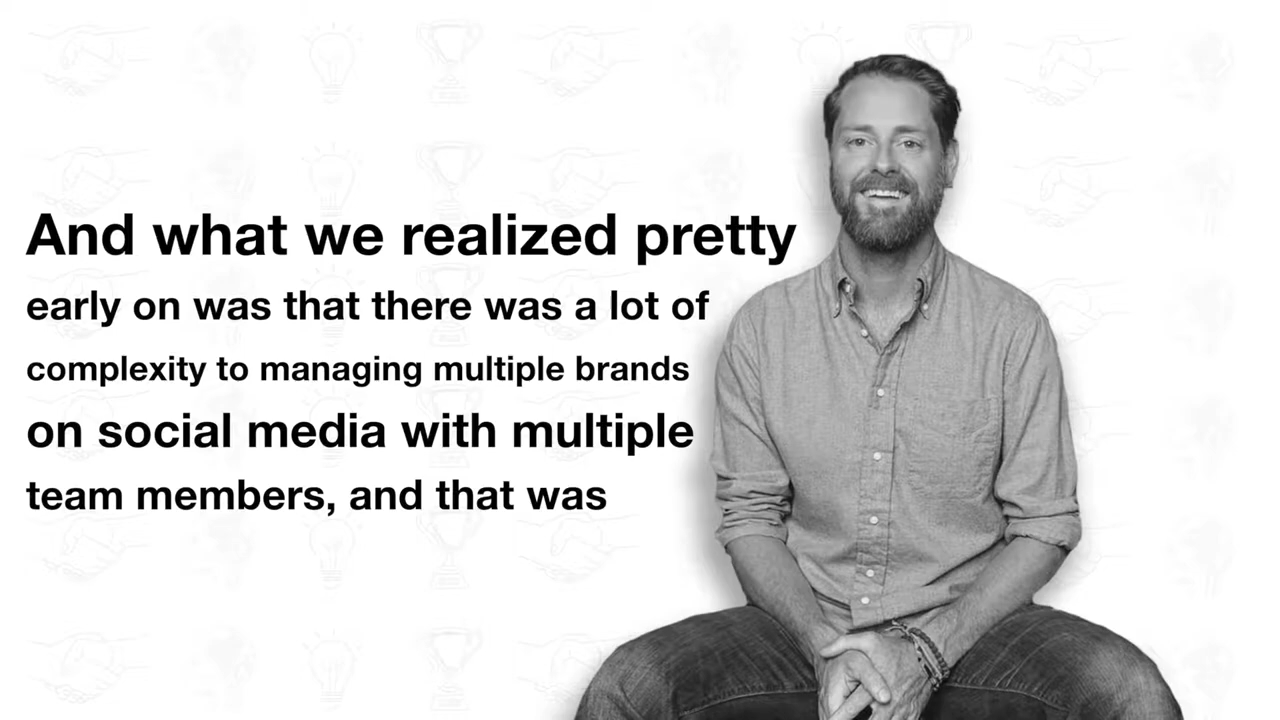 And what we realized pretty
early on was that there was a lot of
complexity to managing multiple brands
on social media with multiple
team members, and that was